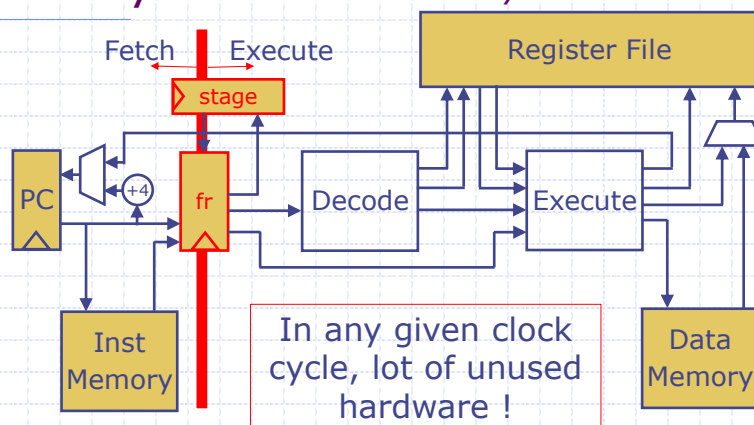 Fetch Execute
Register File
stage
PC
+4
fr
Decode
Execute
Inst
Memory
In any given clock
cycle, lot of unused
hardware !
Data
Memory